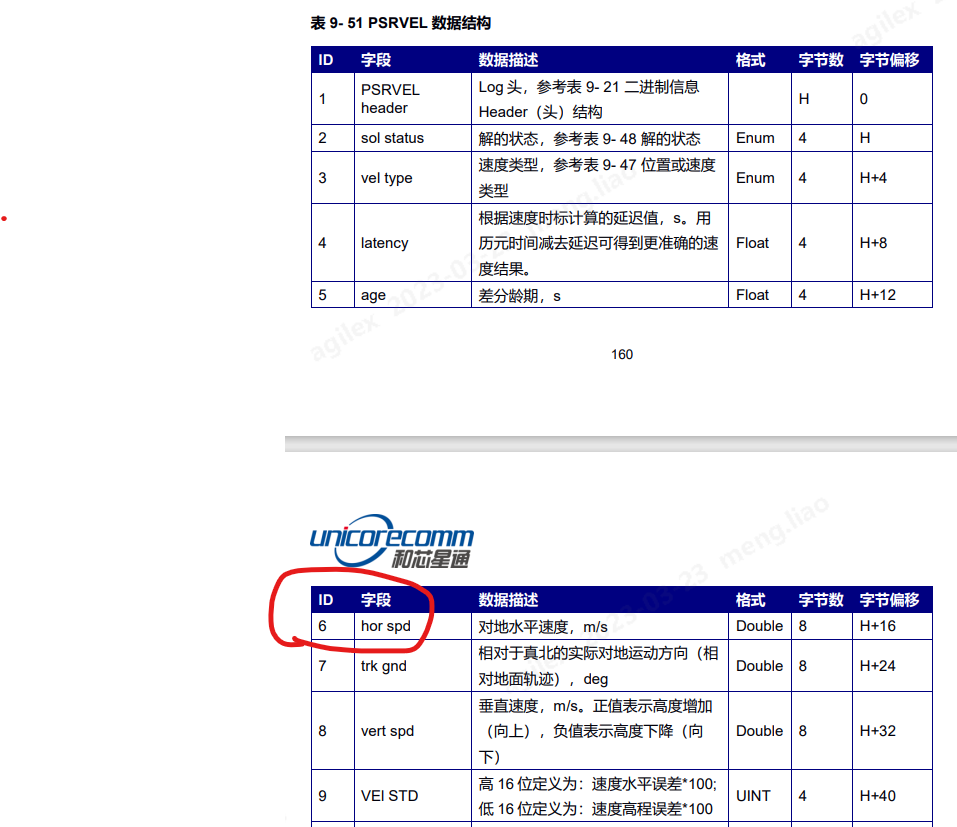 表 9- 51 PSRVEL 数据结构
ID 字段 数据描述 格式 字节数 字节偏移
1 PSRVEL header Log 头，参考表 9- 21 二进制信息 H 0
Header（头）结构
2 sol status 解的状态，参考表 9- 48 解的状态 Enum 4 H
3 vel type 速度类型，参考表 9- 47 位置或速度 Enum 4 H+4
类型
4 latency 根据速度时标计算的延迟值，s。用 Float 4 H+8
历元时间减去延迟可得到更准确的速
度结果。
5 age 差分龄期，s Float 4 H+12
agilex 2023-03-23 meng.liao
160
unicorecomm
和芯星通
ID 字段 数据描述 格式 字节数 字节偏移
6 hor spd 对地水平速度，m/s Double 8 H+16
7 trk gnd 相对于真北的实际对地运动方向（相 Double 8 H+24
对地面轨迹），deg
8 vert spd 垂直速度，m/s。正值表示高度增加 Double 8 H+32
（向上），负值表示高度下降（向
下）
9 VEl STD 高 16 位定义为：速度水平误差*100; UINT 4 H+40
低 16 位定义为：速度高程误差*100